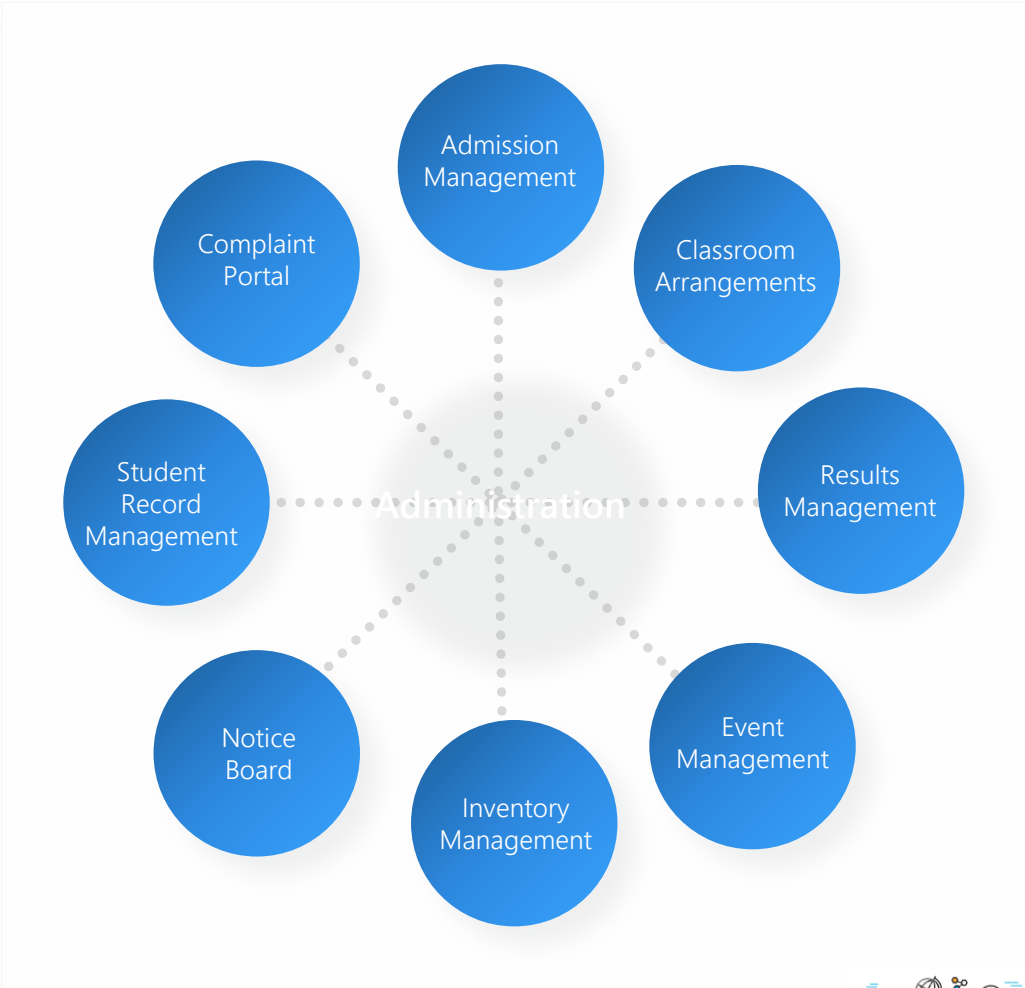 Admission
Management
Classroom
Arrangements
Results
Management
Event
Management
Inventory
Management
Notice
Board
Student
Record
Management
Complaint
Portal
Administration